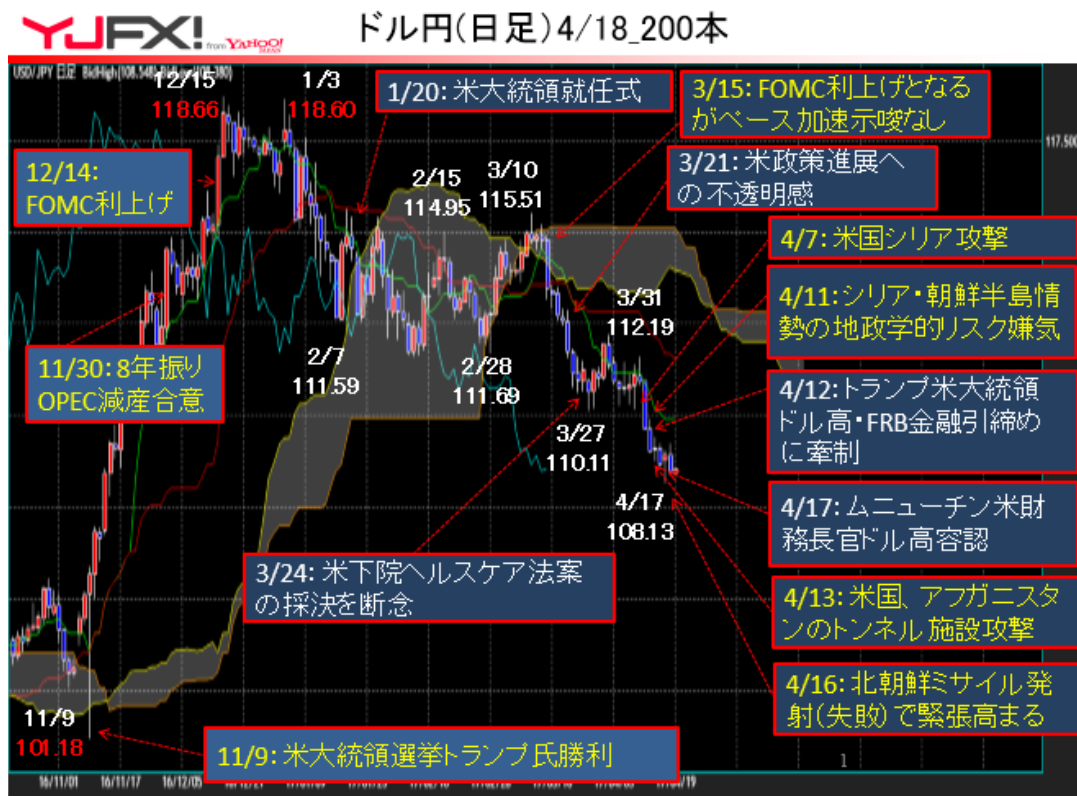 YJFX! from YAHOO! JAPAN
ドル円(日足)4/18_200本
USD/JPY 日足 BidHigh(108.548)
12/15
118.66
1/3
118.60
1/20: 米大統領就任式
3/15: FOMC利上げとなる
がペース加速示唆なし
117.500
12/14:
FOMC利上げ
2/15
114.95
3/10
115.51
3/21: 米政策進展へ
の不透明感
4/7: 米国シリア攻撃
4/11: シリア・朝鮮半島情
勢の地政学的リスク嫌気
3/31
112.19
11/30: 8年振り
OPEC減産合意
2/7
111.59
2/28
111.69
4/12: トランプ米大統領
ドル高・FRB金融引締め
に牽制
3/27
110.11
4/17
108.13
4/17: ムニューチン米財
務長官ドル高容認
3/24: 米下院ヘルスケア法案
の採決を断念
4/13: 米国、アフガニスタ
ンのトンネル施設攻撃
4/16: 北朝鮮ミサイル発
射(失敗)で緊張高まる
11/9
101.18
11/9: 米大統領選挙トランプ氏勝利
1
16/11/01 16/11/17 16/12/05